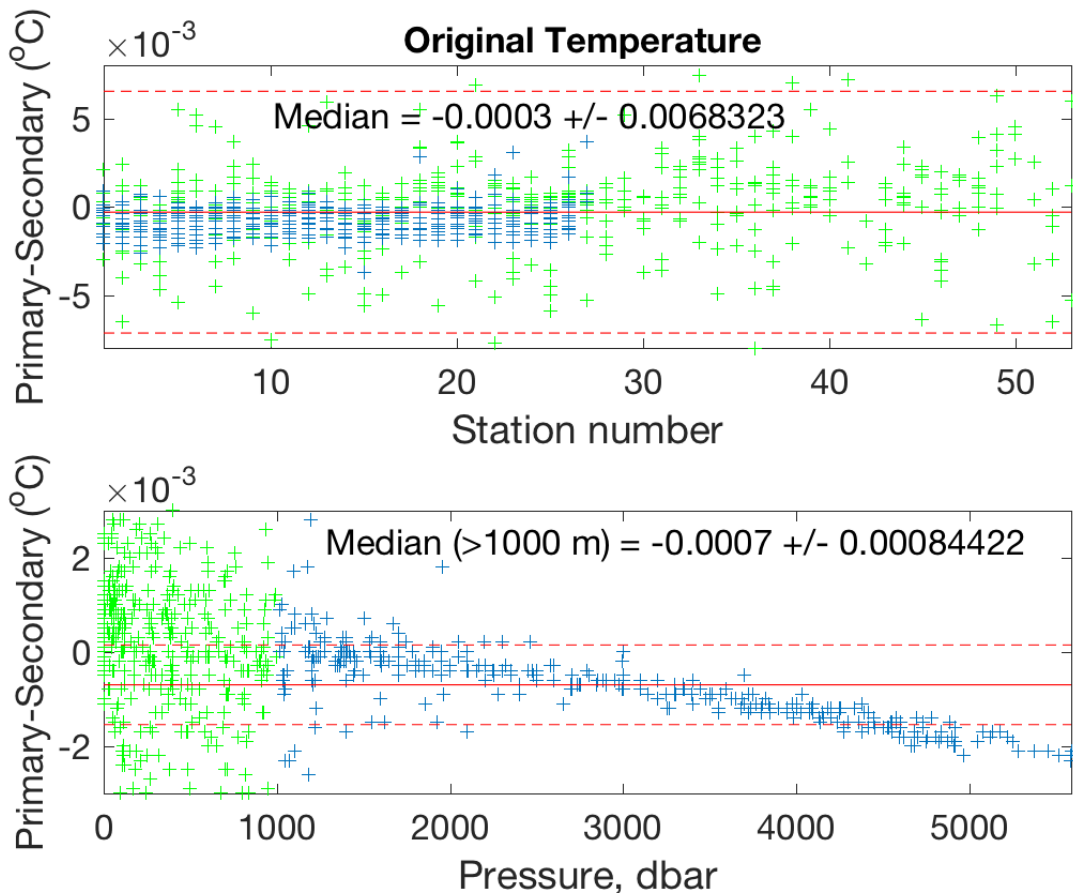 ×10-3
Original Temperature
Primary-Secondary (oC)
5
0
-5
Median = -0.0003 +/- 0.0068323
10
20
30
40
50
Station number
×10-3
Primary-Secondary (oC)
2
0
-2
Median (>1000 m) = -0.0007 +/- 0.00084422
0
1000
2000
3000
4000
5000
Pressure, dbar